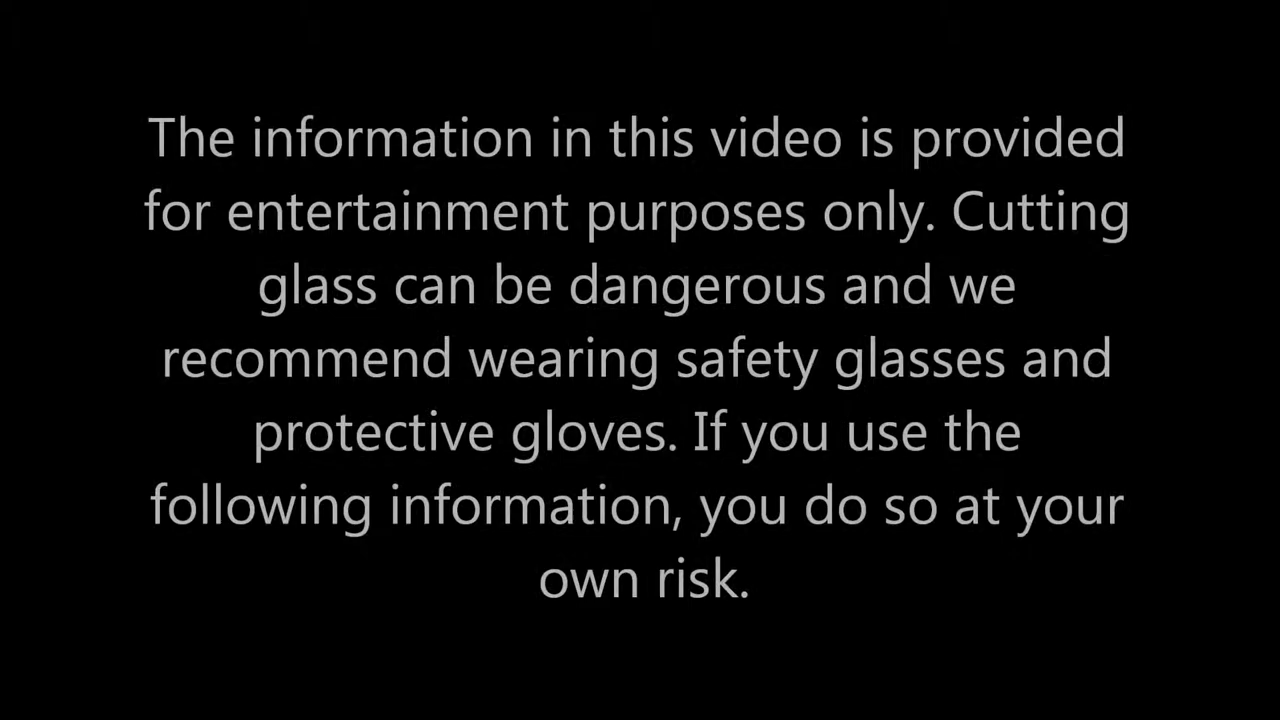 The information in this video is provided
for entertainment purposes only. Cutting
glass can be dangerous and we
recommend wearing safety glasses and
protective gloves. If you use the
following information, you do so at your
own risk.